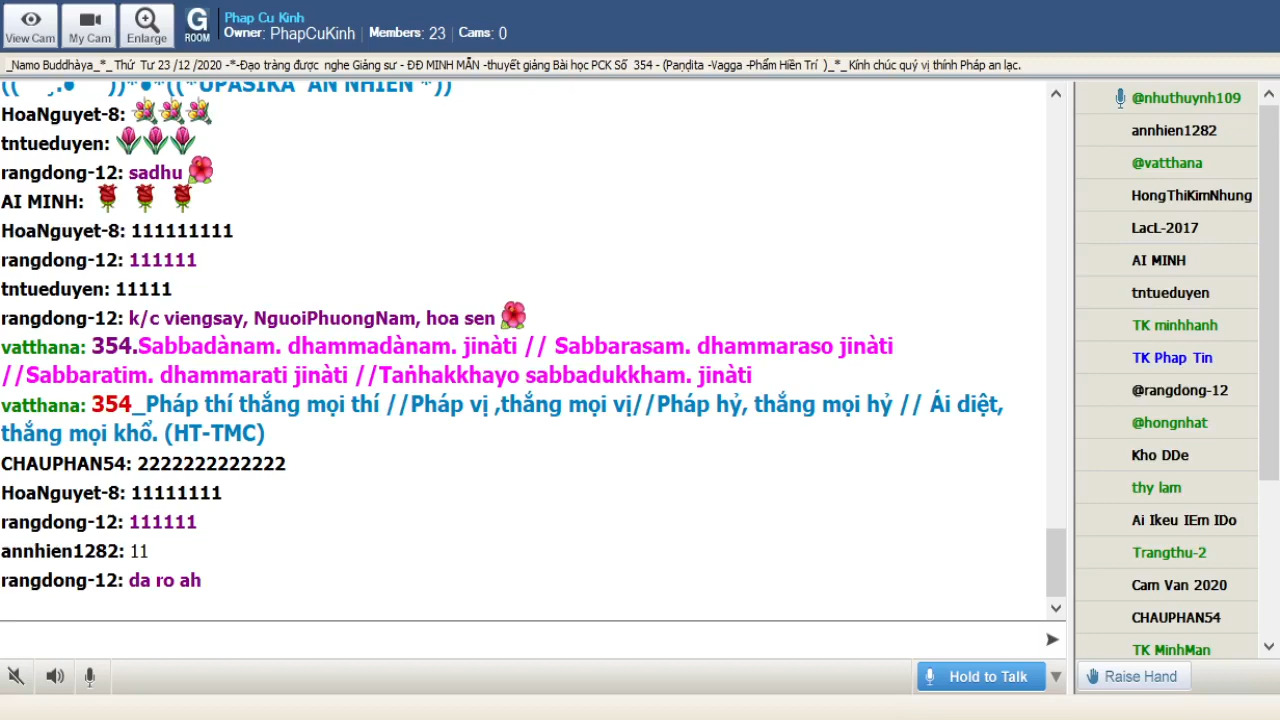 View Cam
My Cam
Enlarge
G
ROOM
Phap Cu Kinh
Owner: PhapCuKinh Members: 23 Cams: 0
_Namo Buddhàya_*_ Thứ Tư 23 /12 /2020 -*-Đạo tràng được nghe Giảng sư - ĐĐ MINH MẪN -thuyết giảng Bài học PCK Số 354 - (Paṇḍita -Vagga -Phẩm Hiền Trí )_*_ Kính chúc quý vị thính Pháp an lạc.
))*●*((*UPASIKA AN NHIEN *))
HoaNguyet-8:
tntueduyen:
rangdong-12: sadhu
AI MINH:
HoaNguyet-8: 111111111
rangdong-12: 111111
tntueduyen: 11111
rangdong-12: k/c viengsay, NguoiPhuongNam, hoa sen
vatthana: 354.Sabbadànam. dhammadànam. jinàti // Sabbarasam. dhammaraso jinàti
//Sabbaratim. dhammarati jinàti //Taṅhakkhayo sabbadukkham. jinàti
vatthana: 354_Pháp thí thắng mọi thí //Pháp vị ,thắng mọi vị//Pháp hỷ, thắng mọi hỷ // Ái diệt,
thắng mọi khổ. (HT-TMC)
CHAUPHAN54: 2222222222222
HoaNguyet-8: 11111111
rangdong-12: 111111
annhien1282: 11
rangdong-12: da ro ah
Hold to Talk
@nhuthuynh109
annhien1282
@vatthana
HongThiKimNhung
LacL-2017
AI MINH
tntueduyen
TK minhhanh
TK Phap Tin
@rangdong-12
@hongnhat
Kho DDe
thy lam
Ai Ikeu IEm IDo
Trangthu-2
Cam Van 2020
CHAUPHAN54
TK MinhMan
Raise Hand